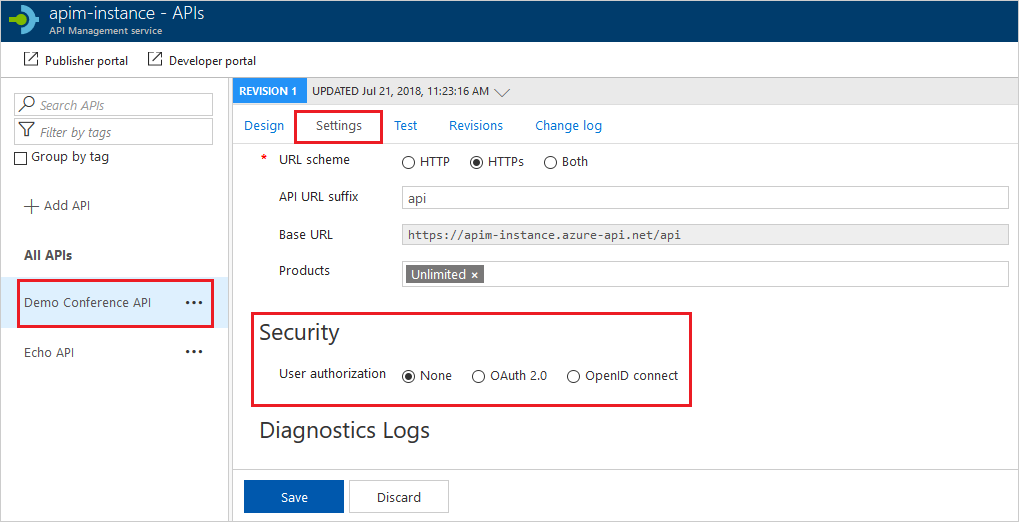 apim-instance - APIs
API Management service
Publisher portal Developer portal
Search APIs
Filter by tags
Group by tag
Add API
All APIs
Demo Conference API
Echo API
REVISION 1 UPDATED Jul 21, 2018, 11:23:16 AM
Design Settings Test Revisions Change log
* URL scheme HTTP HTTPs Both
API URL suffix api
Base URL https://apim-instance.azure-api.net/api
Products Unlimited ×
Security
User authorization None OAuth 2.0 OpenID connect
Diagnostics Logs
Save Discard